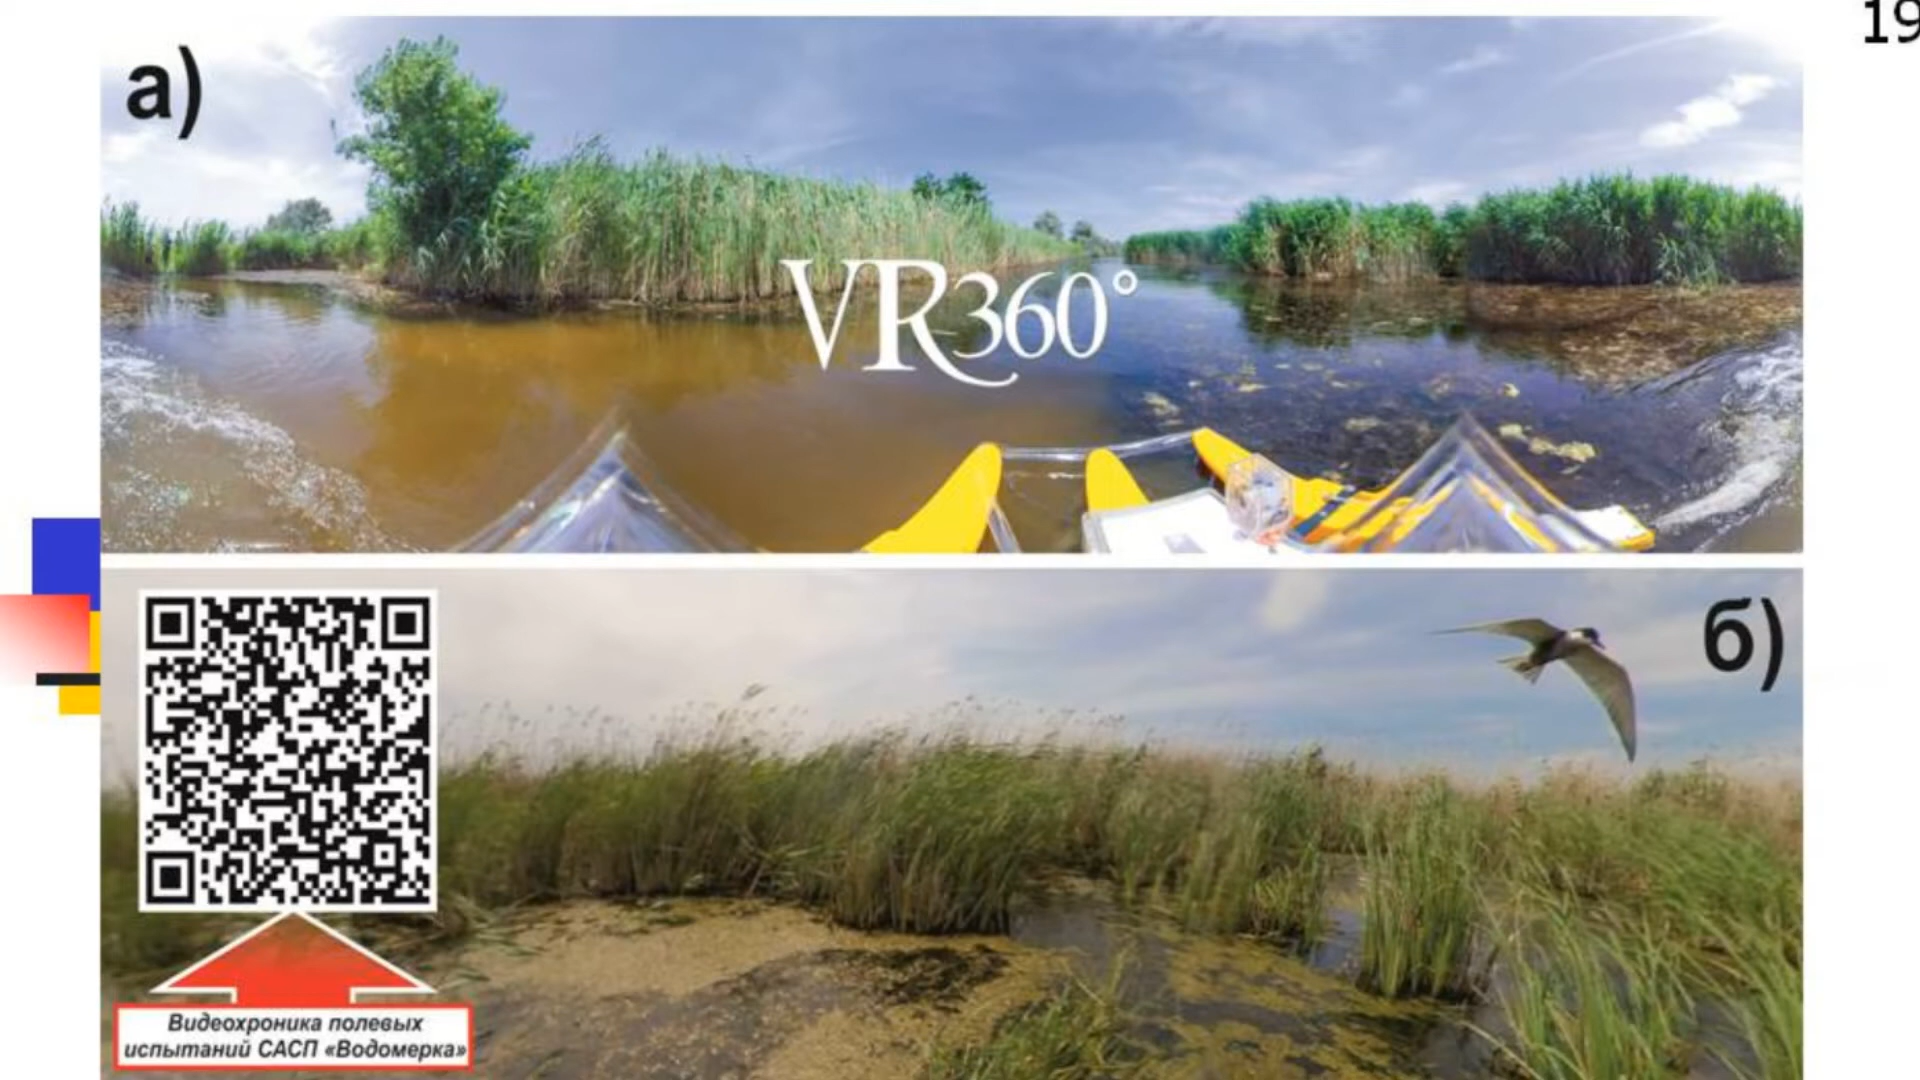 19
а)
VR360°
б)
Видеохроника полевых
испытаний САСП «Водомерка»